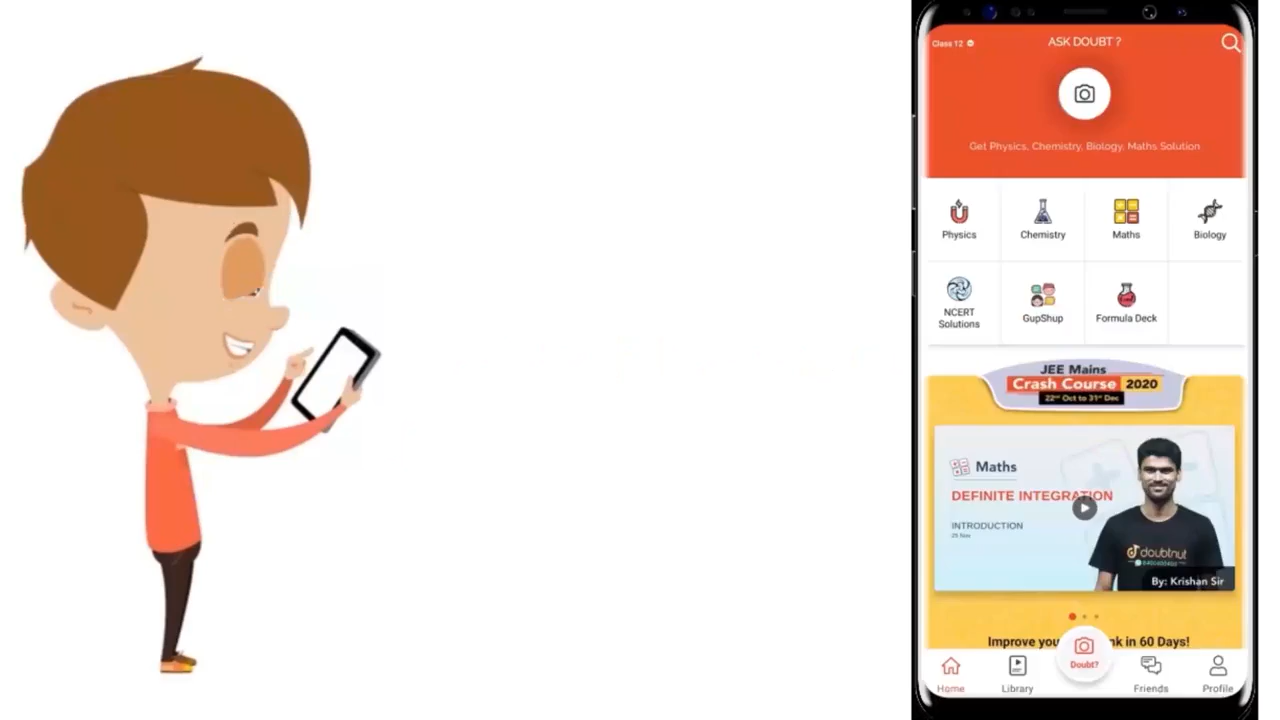 Class 12
ASK DOUBT ?
Get Physics, Chemistry, Biology, Maths Solution
Physics
Chemistry
Maths
Biology
NCERT
Solutions
GupShup
Formula Deck
JEE Mains
Crash Course 2020
22nd Oct to 31st Dec
Maths
DEFINITE INTEGRATION
INTRODUCTION
25 Nov
doubtnut
By: Krishan Sir
in 60 Days!
Improve
Doubt?
Home
Library
Friends
Profile